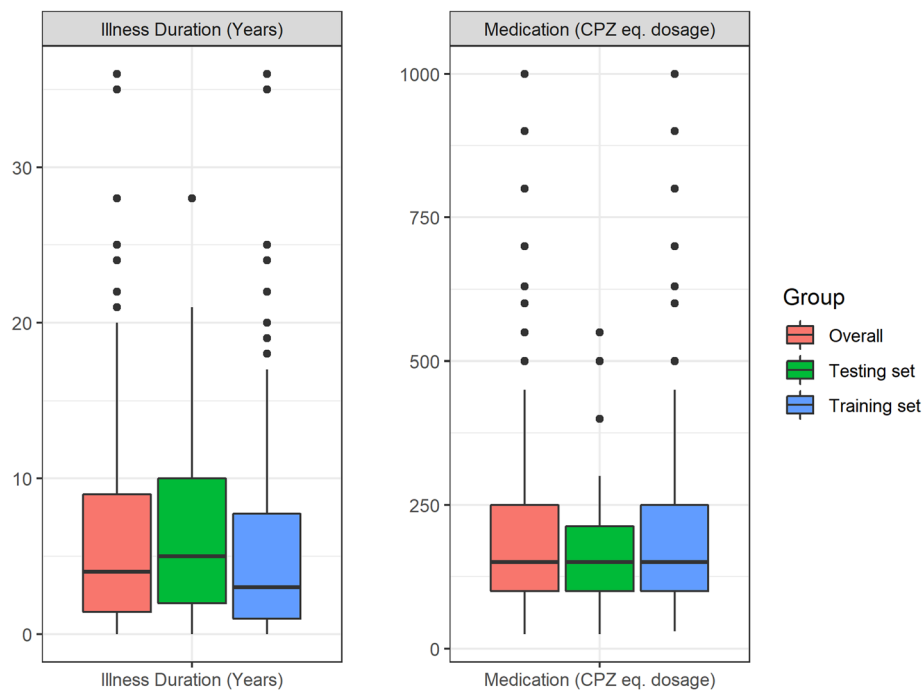 Illness Duration (Years)
30
20
10
0
Illness Duration (Years)
Medication (CPZ eq. dosage)
1000
750
500
250
0
Medication (CPZ eq. dosage)
Group
Overall
Testing set
Training set